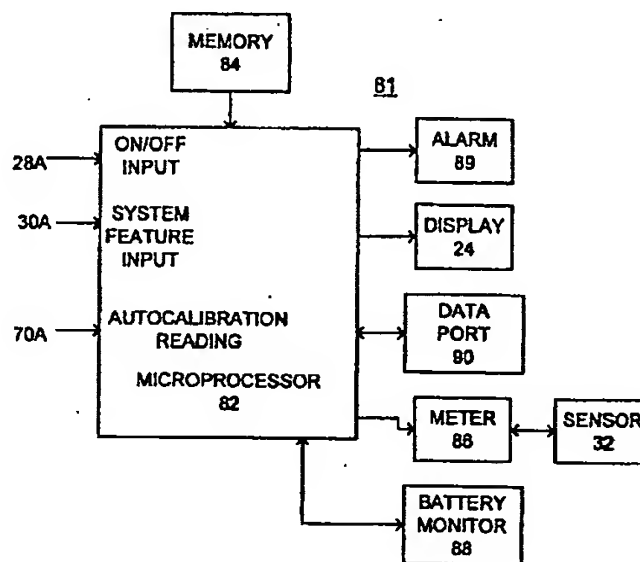 MEMORY
84
81
ON/OFF
INPUT
28A
SYSTEM
FEATURE
INPUT
30A
AUTOCALIBRATION
READING
70A
MICROPROCESSOR
82
ALARM
89
DISPLAY
24
DATA
PORT
90
METER
86
SENSOR
32
BATTERY
MONITOR
88